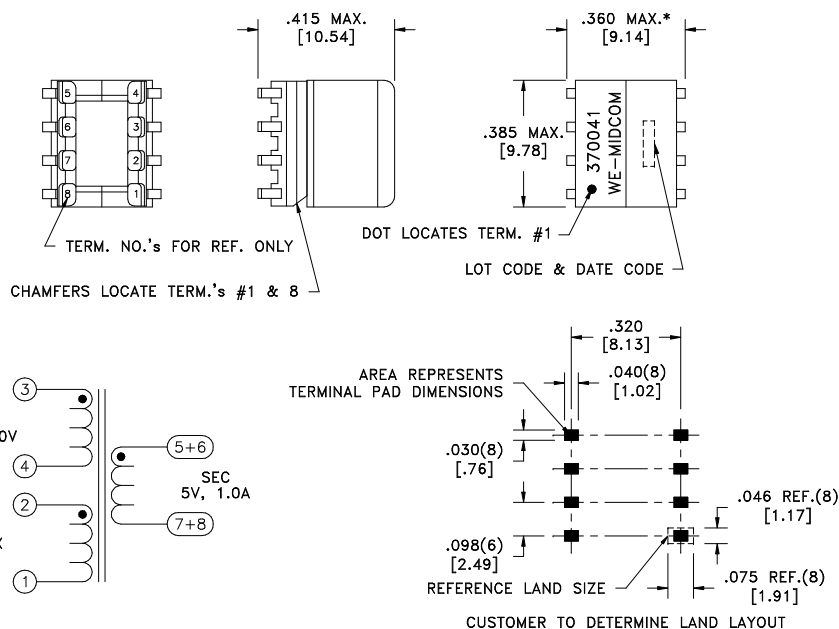 .415 MAX.
[10.54]
.360 MAX.*
[9.14]
5
4
6
3
7
2
8
1
.385 MAX.
[9.78]
370041
WE-MIDCOM
TERM. NO.'s FOR REF. ONLY
DOT LOCATES TERM. #1
LOT CODE & DATE CODE
CHAMFERS LOCATE TERM.'s #1 & 8
.320
[8.13]
AREA REPRESENTS
TERMINAL PAD DIMENSIONS
.040(8)
[1.02]
3
0V
4
5+6
SEC
5V, 1.0A
2
7+8
1
.030(8)
[.76]
.046 REF.(8)
[1.17]
.098(6)
[2.49]
REFERENCE LAND SIZE
.075 REF.(8)
[1.91]
CUSTOMER TO DETERMINE LAND LAYOUT